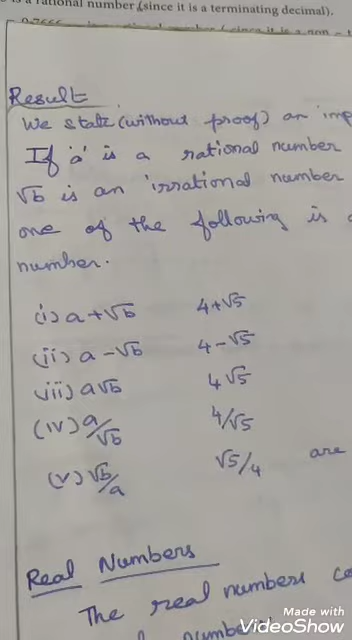 is a rational number (since it is a terminating decimal).
Result
We state (without proof) an imp
If 'a' is a rational number
√b is an irrational number
one of the following is a
number.
(i) a + √b 4+√5
(ii) a - √b 4-√5
(iii) a√b 4√5
(iv) a/√b 4/√5
(v) √b/a √5/4 are
Real Numbers
The real numbers co
number
Made with
VideoShow